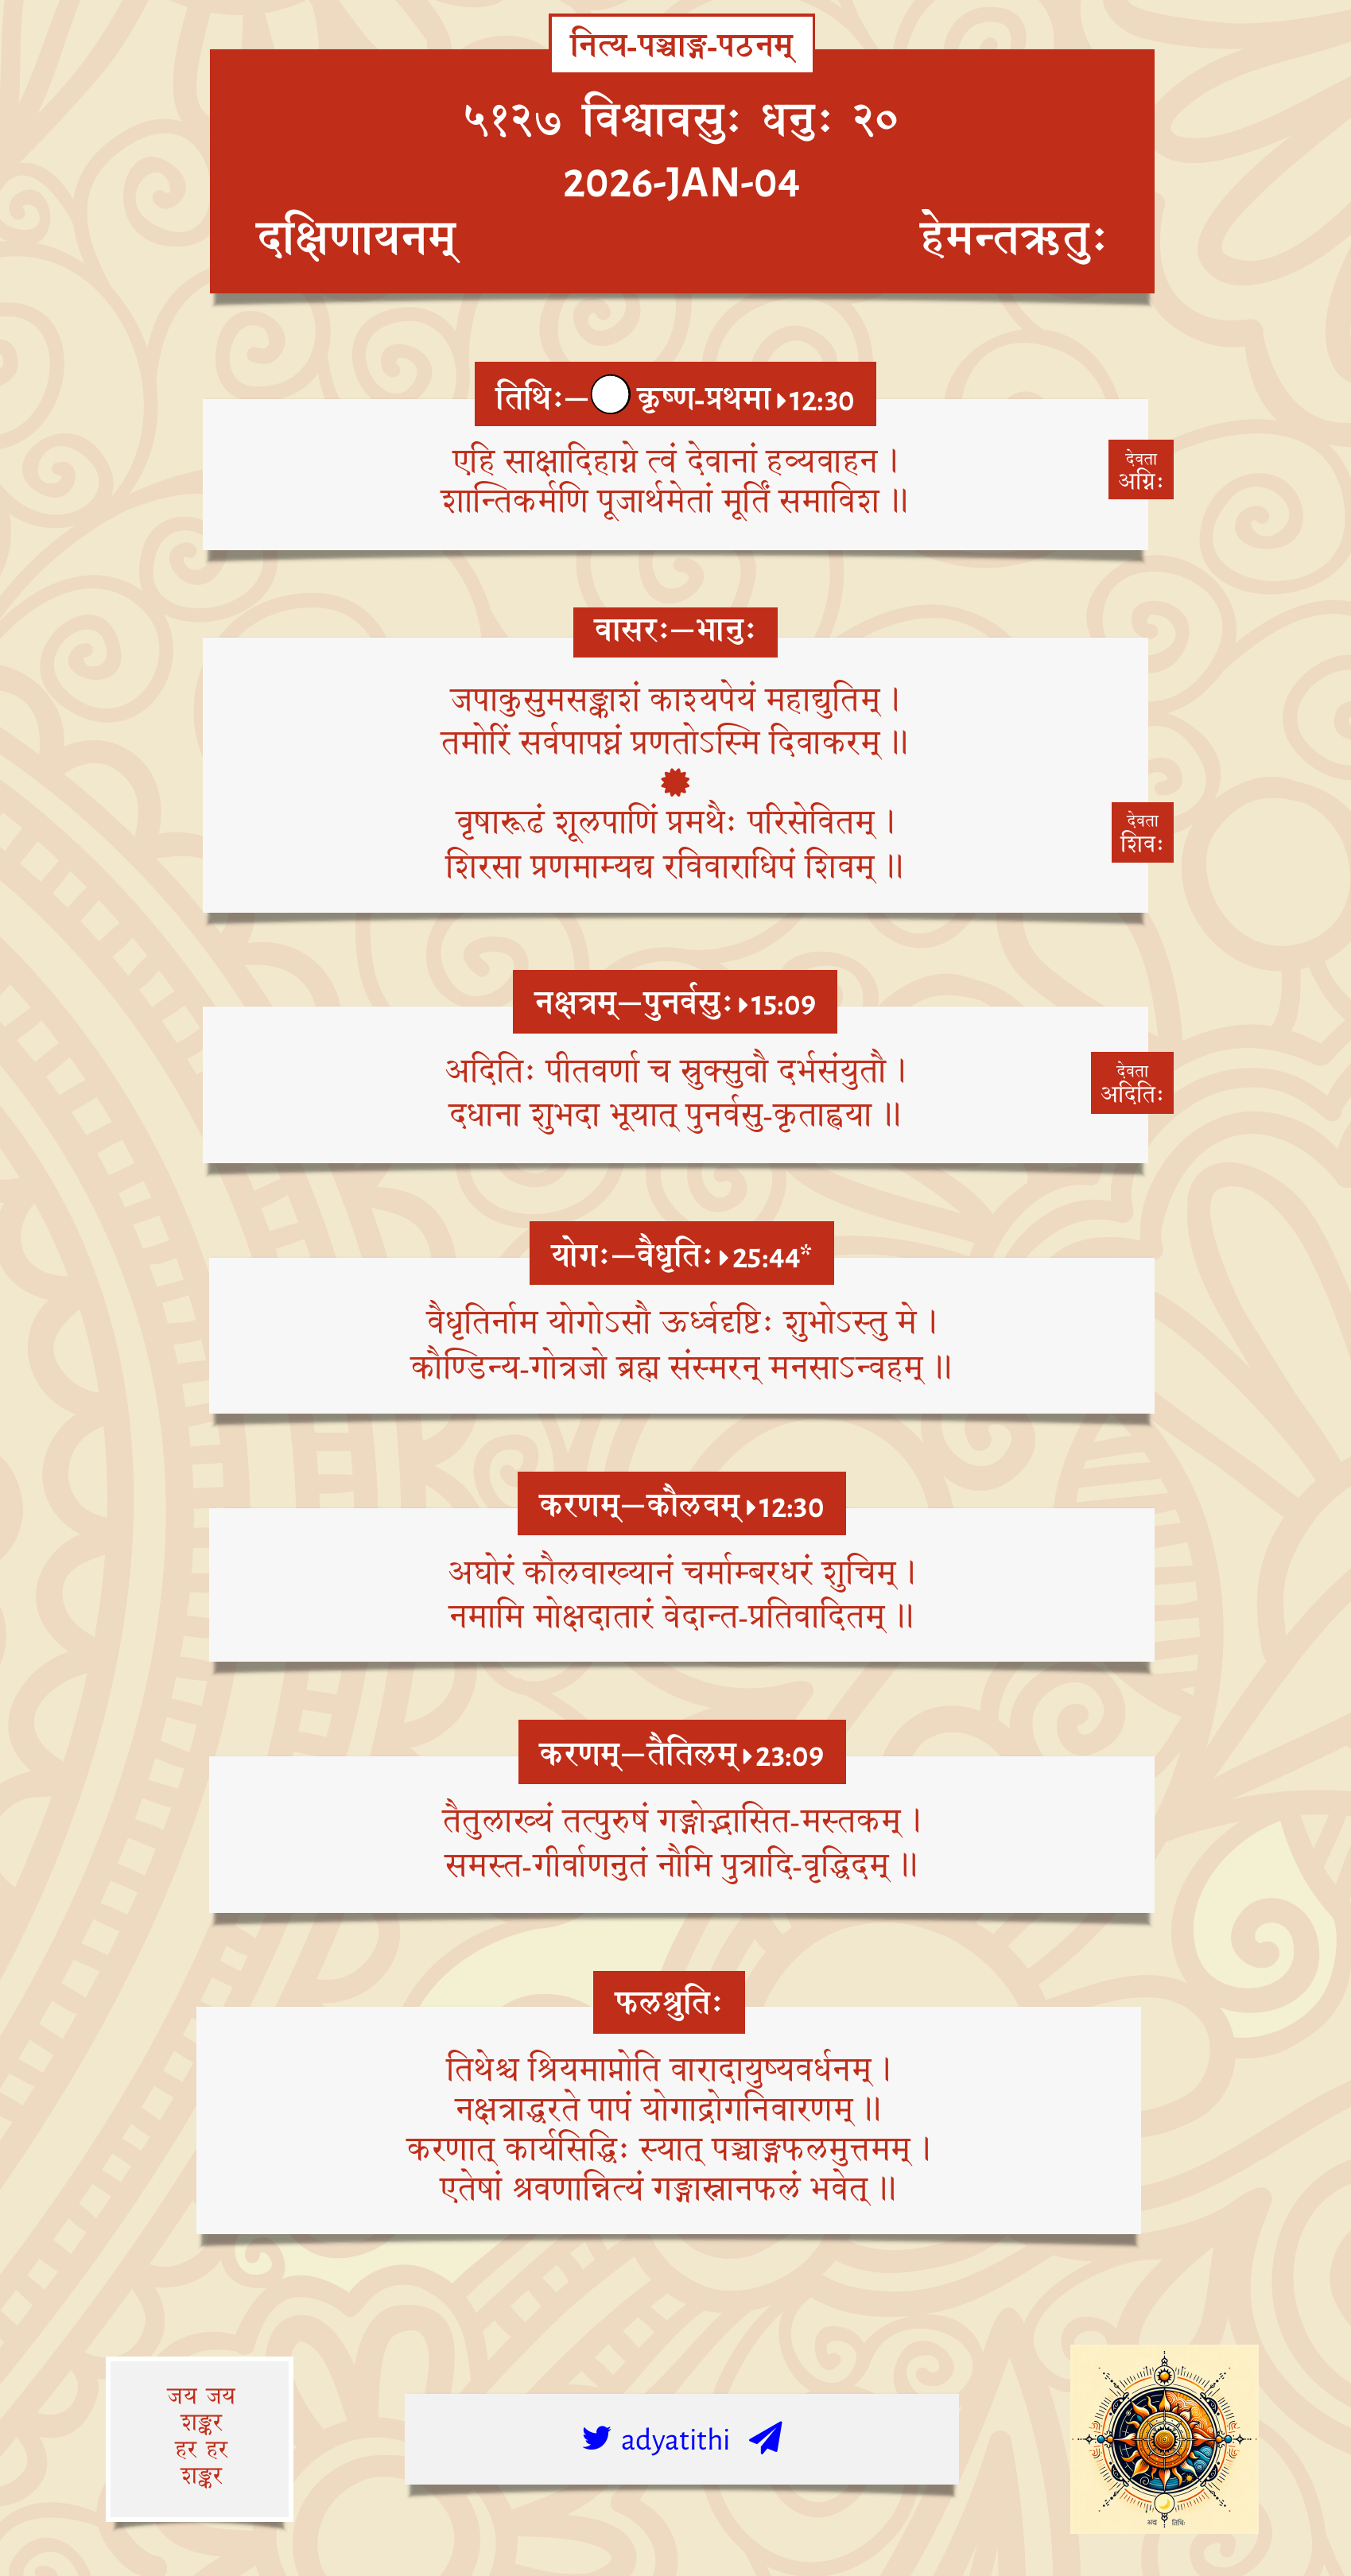 नित्य-पञ्चाङ्ग-पठनम्
५१२७ विश्वावसुः धनुः २०
2026-JAN-04
दक्षिणायनम् हेमन्तऋतुः
तिथिः—कृष्ण-प्रथमा 12:30
एहि साक्षादिहाग्ने त्वं देवानां हव्यवाहन ।
शान्तिकर्मणि पूजार्थमेतां मूर्तिं समाविश ॥
देवता
अग्निः
वासरः—भानुः
जपाकुसुमसङ्काशं काश्यपेयं महाद्युतिम् ।
तमोरिं सर्वपापघ्नं प्रणतोऽस्मि दिवाकरम् ॥
वृषारूढं शूलपाणिं प्रमथैः परिसेवितम् ।
शिरसा प्रणमाम्यद्य रविवाराधिपं शिवम् ॥
देवता
शिवः
नक्षत्रम्—पुनर्वसुः 15:09
अदितिः पीतवर्णा च स्रुक्सुवौ दर्भसंयुतौ ।
दधाना शुभदा भूयात् पुनर्वसु-कृताह्वया ॥
देवता
अदितिः
योगः—वैधृतिः 25:44*
वैधृतिर्नाम योगोऽसौ ऊर्ध्वदृष्टिः शुभोऽस्तु मे ।
कौण्डिन्य-गोत्रजो ब्रह्म संस्मरन् मनसाऽन्वहम् ॥
करणम्—कौलवम् 12:30
अघोरं कौलवाख्यानं चर्माम्बरधरं शुचिम् ।
नमामि मोक्षदातारं वेदान्त-प्रतिवादितम् ॥
करणम्—तैतिलम् 23:09
तैतुलाख्यं तत्पुरुषं गङ्गोद्भासित-मस्तकम् ।
समस्त-गीर्वाणनुतं नौमि पुत्रादि-वृद्धिदम् ॥
फलश्रुतिः
तिथेश्च श्रियमाप्नोति वारादायुष्यवर्धनम् ।
नक्षत्राद्धरते पापं योगाद्रोगनिवारणम् ॥
करणात् कार्यसिद्धिः स्यात् पञ्चाङ्गफलमुत्तमम् ।
एतेषां श्रवणान्नित्यं गङ्गास्नानफलं भवेत् ॥
जय जय
शङ्कर
हर हर
शङ्कर
adyatithi
अद्य तिथिः